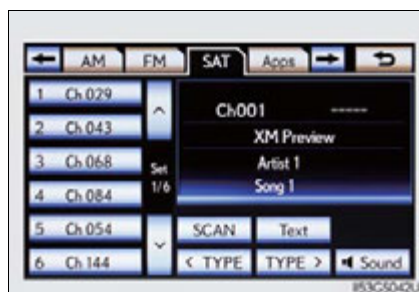 AM FM SAT Apps
1 Ch 029
2 Ch 043
3 Ch 068
4 Ch 084
5 Ch 054
6 Ch 144
Set
1/6
Ch001 -----
XM Preview
Artist 1
Song 1
SCAN Text
< TYPE TYPE > Sound
IS3CS042U